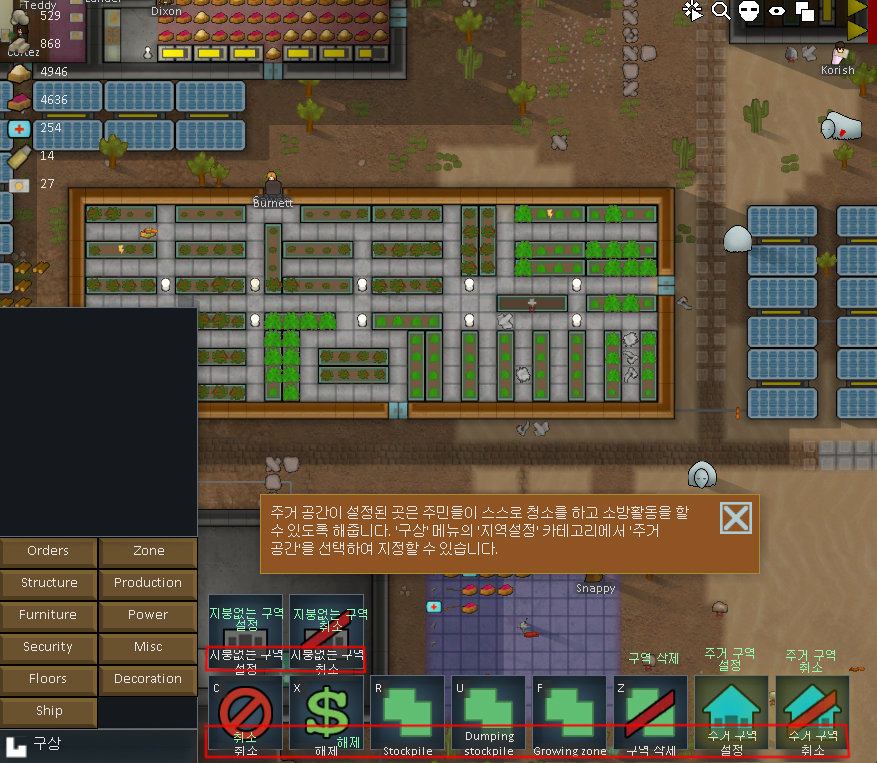 Teddy
Lander
Dixon
529
868
Cortez
4946
4636
254
14
27
Korish
Burnett
주거 공간이 설정된 곳은 주민들이 스스로 청소를 하고 소방활동을 할
수 있도록 해줍니다. '구상' 메뉴의 '지역설정' 카테고리에서 '주거
공간'을 선택하여 지정할 수 있습니다.
Snappy
Orders
Zone
Structure
Production
Furniture
Power
Security
Misc
Floors
Decoration
Ship
구상
지붕없는 구역
설정
지붕없는 구역
취소
지붕없는 구역
설정
지붕없는 구역
취소
구역 삭제
주거 구역
설정
주거 구역
취소
C
취소
취소
X
해제
해제
R
Stockpile
U
Dumping
stockpile
F
Growing zone
Z
구역 삭제
주거 구역
설정
주거 구역
취소